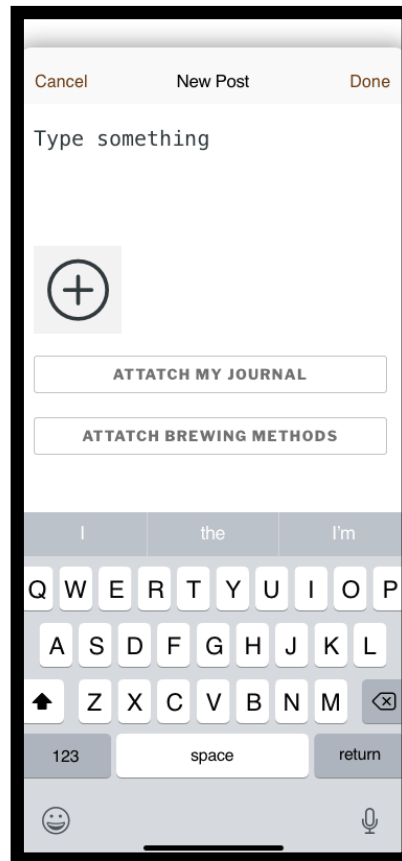 Cancel New Post Done
Type something
ATTATCH MY JOURNAL
ATTATCH BREWING METHODS
I the I'm
Q W E R T Y U I O P
A S D F G H J K L
Z X C V B N M
123 space return